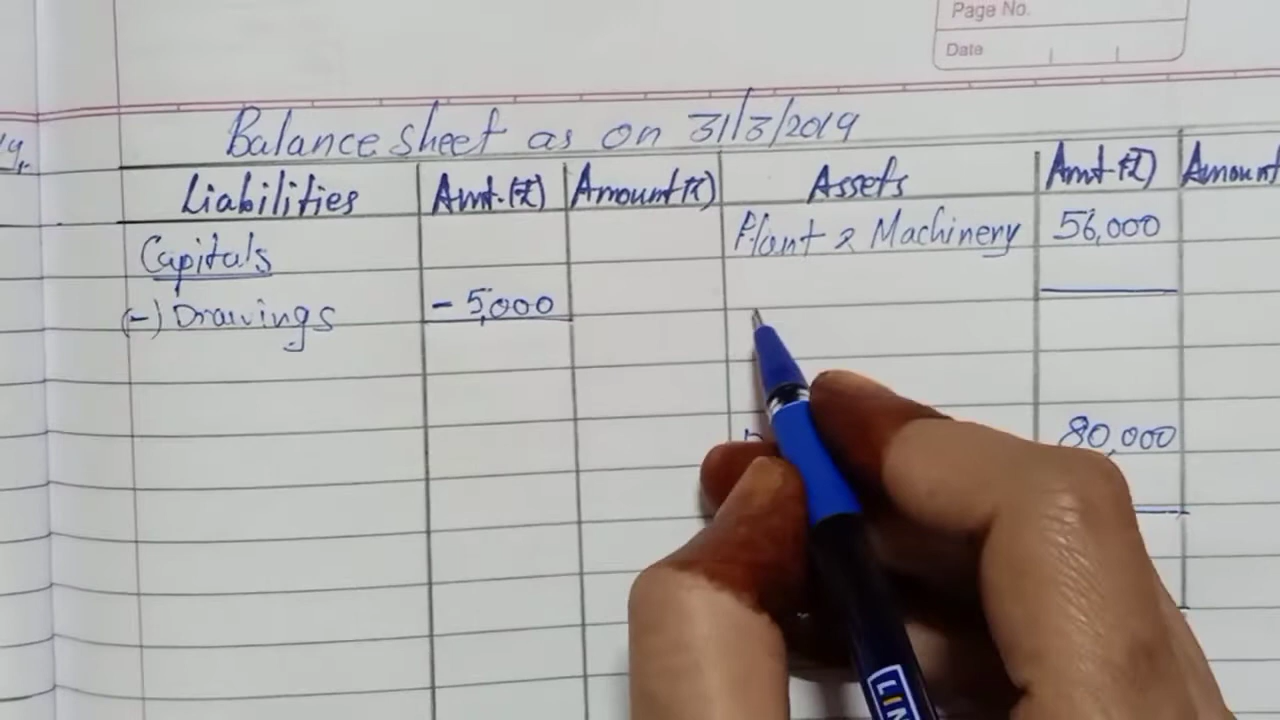 Page No.
Date
Balance sheet as on 31/3/2019
Liabilities Amt.(₹) Amount(₹) Assets Amt.(₹) Amount
Capitals Plant & Machinery 56,000
(-) Drawings - 5,000
80,000